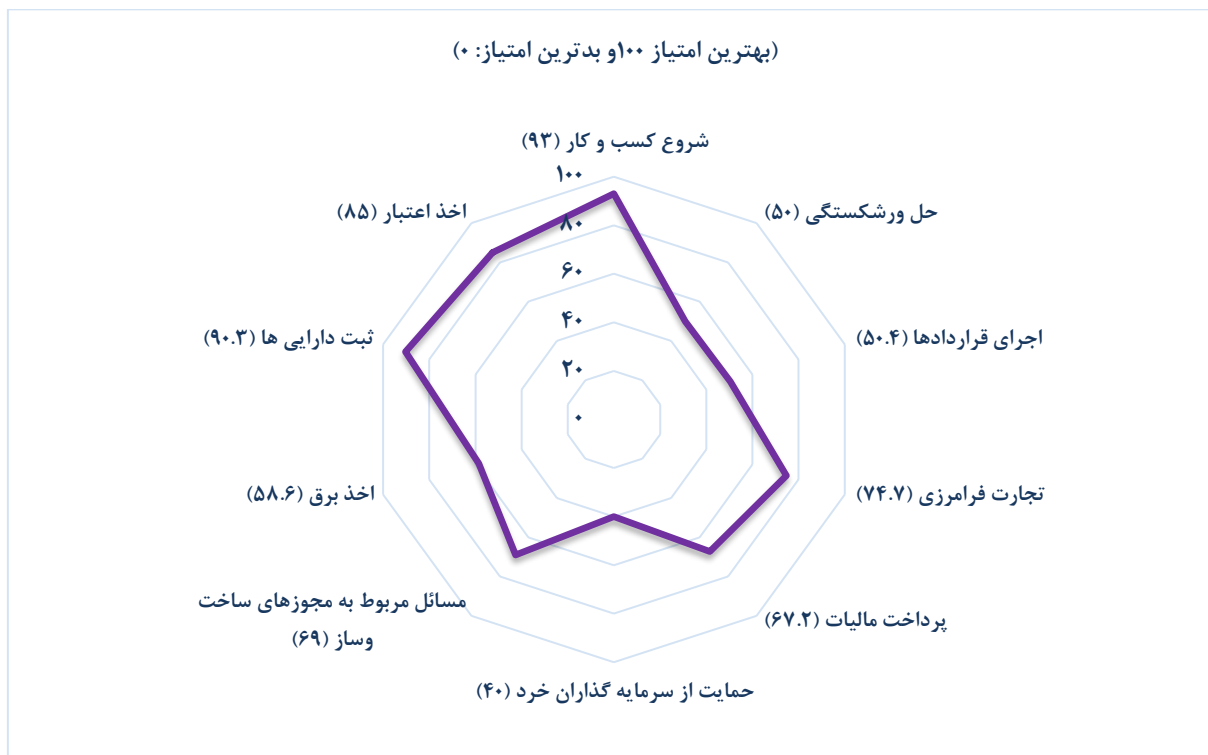 (بهترین امتیاز ۱۰۰و بدترین امتیاز: ۰)
شروع کسب و کار (۹۳)
حل ورشکستگی (۵۰)
اجرای قراردادها (۵۰.۴)
تجارت فرامرزی (۷۴.۷)
پرداخت مالیات (۶۷.۲)
حمایت از سرمایه گذاران خرد (۴۰)
مسائل مربوط به مجوزهای ساخت
وساز (۶۹)
اخذ برق (۵۸.۶)
ثبت دارایی ها (۹۰.۳)
اخذ اعتبار (۸۵)
۱۰۰
۸۰
۶۰
۴۰
۲۰
۰